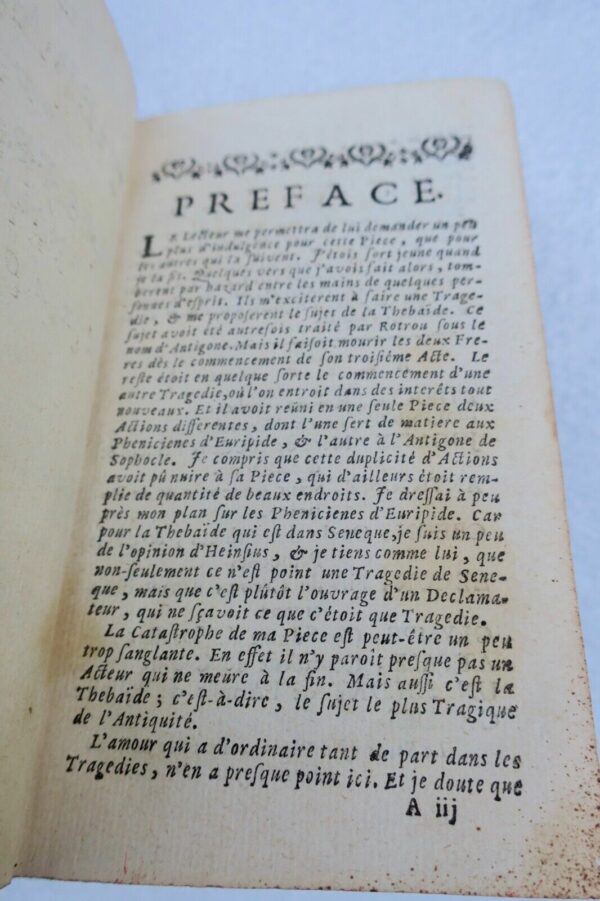 PREFACE.
LE Lecteur me permettra de lui demander un peu
plus d'indulgence pour cette Piece, que pour
les autres qui la suivent. J'étois fort jeune quand
je la fis. Quelques vers que j'avois fait alors, tom-
berent par hazard entre les mains de quelques per-
sonnes d'esprit. Ils m'exciterent à faire une Trage-
die, & me proposerent le sujet de la Thebaïde. Ce
sujet avoit été autrefois traité par Rotrou sous le
nom d'Antigone. Mais il faisoit mourir les deux Fre-
res dès le commencement de son troisiéme Acte. Le
reste étoit en quelque sorte le commencement d'une
autre Tragedie, où l'on entroit dans des interêts tout
nouveaux. Et il avoit reüni en une seule Piece deux
Actions differentes, dont l'une sert de matiere aux
Pheniciennes d'Euripide, & l'autre à l'Antigone de
Sophocle. Je compris que cette duplicité d'Actions
avoit pû nuire à sa Piece, qui d'ailleurs étoit rem-
plie de quantité de beaux endroits. Je dressai à peu
près mon plan sur les Pheniciennes d'Euripide. Car
pour la Thebaïde qui est dans Seneque, je suis un peu
de l'opinion d'Heinsius, & je tiens comme lui, que
non-seulement ce n'est point une Tragedie de Sene-
que, mais que c'est plûtôt l'ouvrage d'un Declama-
teur, qui ne sçavoit ce que c'étoit que Tragedie.
La Catastrophe de ma Piece est peut-être un peu
trop sanglante. En effet il n'y paroît presque pas un
Acteur qui ne meure à la fin. Mais aussi c'est la
Thebaïde; c'est-à-dire, le sujet le plus Tragique
de l'Antiquité.
L'amour qui a d'ordinaire tant de part dans les
Tragedies, n'en a presque point ici. Et je doute que
A iij